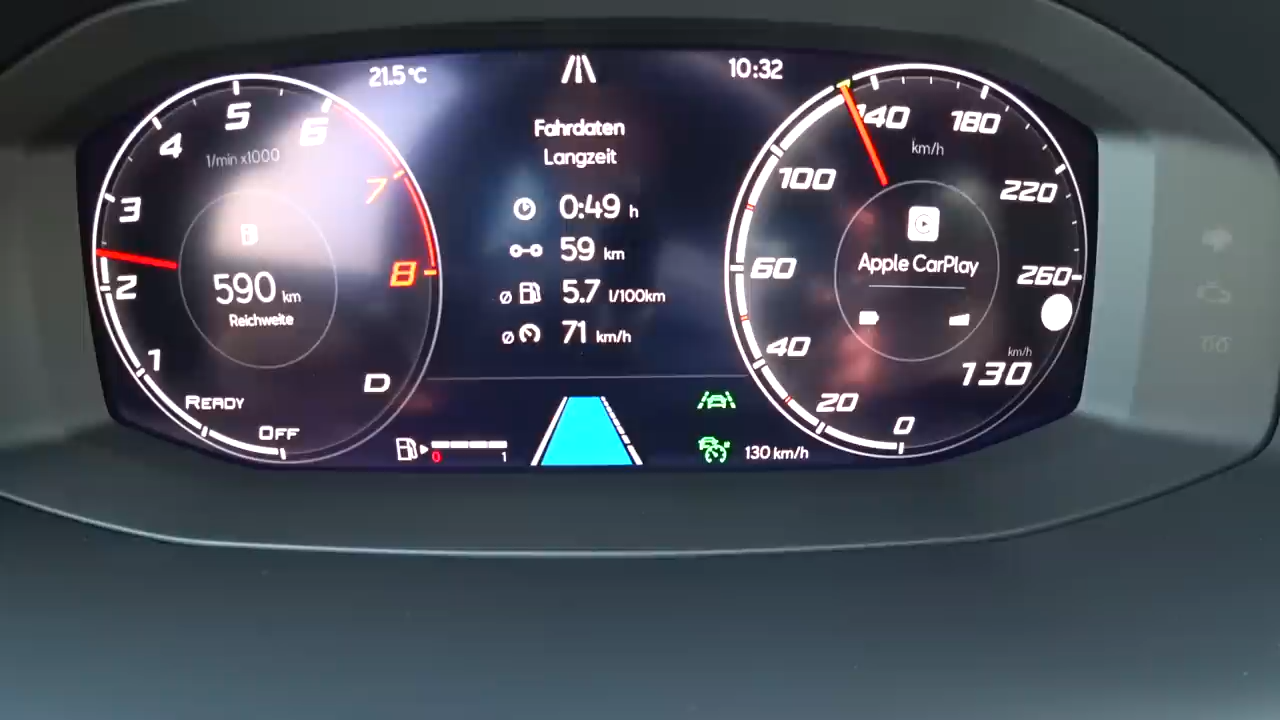 21.5 °C
10:32
Fahrdaten
Langzeit
0:49 h
59 km
Ø 5.7 l/100km
Ø 71 km/h
OFF
READY
1
2
3
4
5
6
7
8
1/min x1000
590 km
Reichweite
D
0 1
130 km/h
0
20
40
60
100
140
180
220
260
km/h
Apple CarPlay
km/h
130